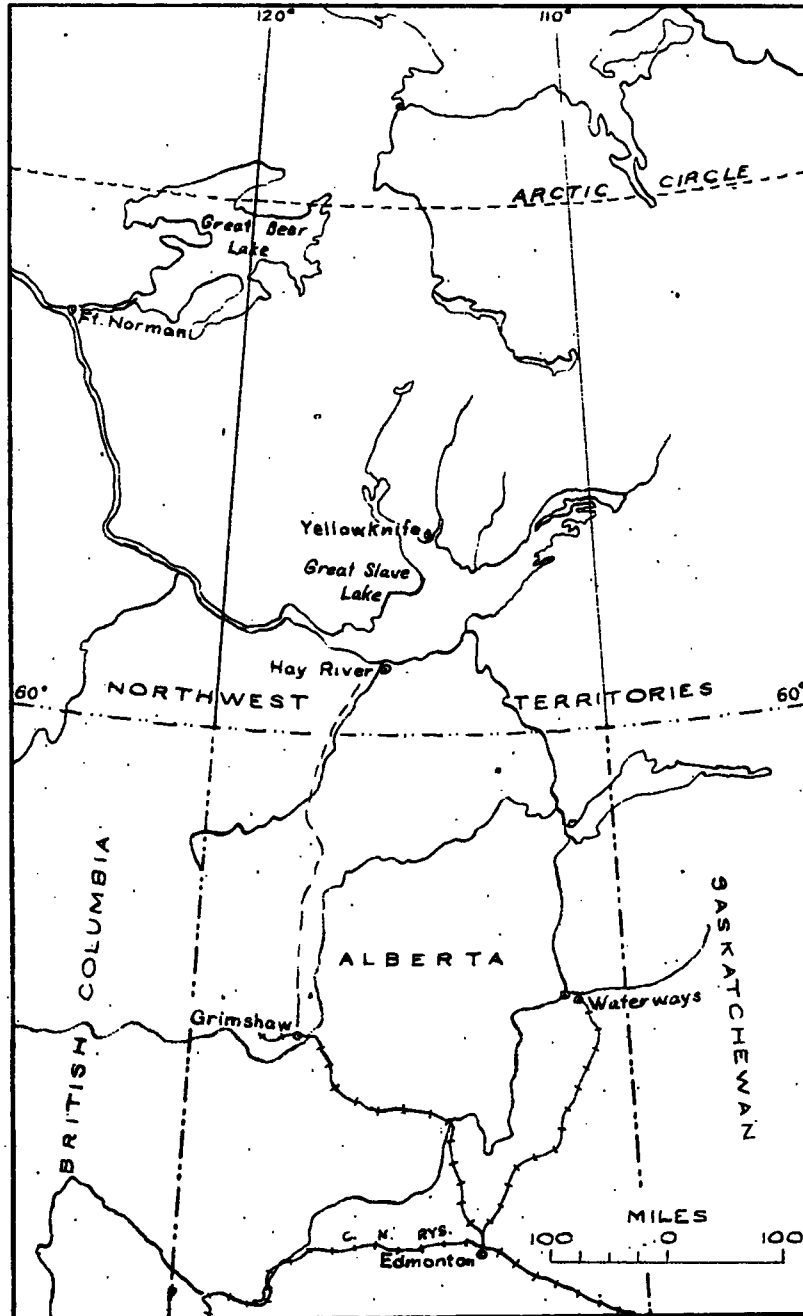 120°
110°
ARCTIC CIRCLE
Great Bear
Lake
Ft. Norman
YellowKnife
Great Slave
Lake
Hay River
60°
NORTHWEST TERRITORIES
60°
BRITISH COLUMBIA
ALBERTA
SASKATCHEWAN
Waterways
Grimshaw
C. N. RYS.
Edmonton
MILES
100 0 100